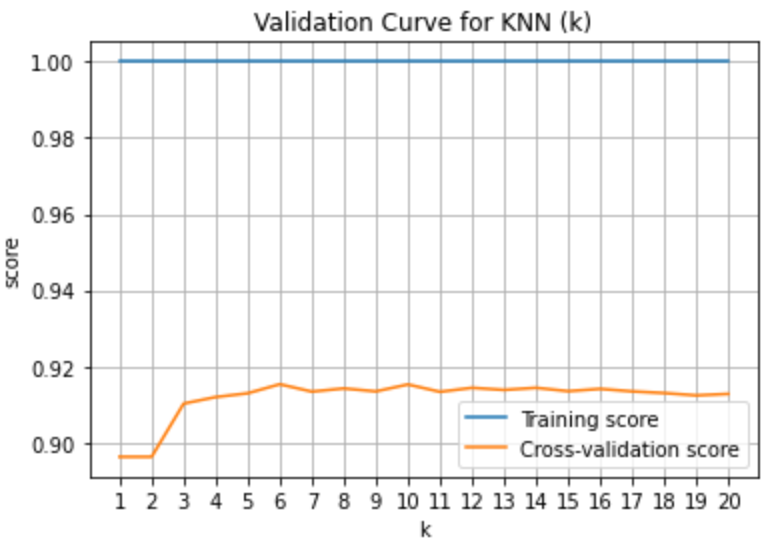 Validation Curve for KNN (k)
score
1.00
0.98
0.96
0.94
0.92
0.90
Training score
Cross-validation score
1 2 3 4 5 6 7 8 9 10 11 12 13 14 15 16 17 18 19 20
k